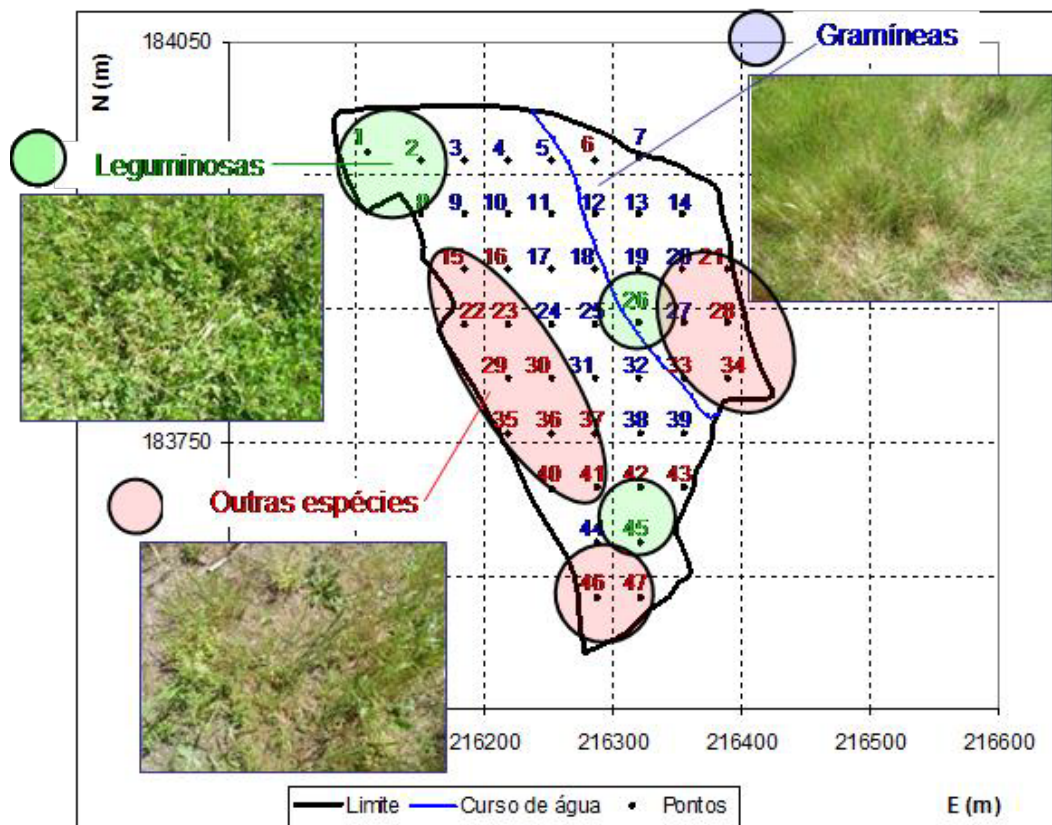 184050
Gramíneas
N (m)
1 2 3 4 5 6 7
Leguminosas
8 9 10 11 12 13 14
15 16 17 18 19 20 21
22 23 24 25 26 27 28
29 30 31 32 33 34
35 36 37 38 39
183750
40 41 42 43
Outras espécies
44 45
46 47
216200 216300 216400 216500 216600
Limite Curso de água Pontos
E (m)